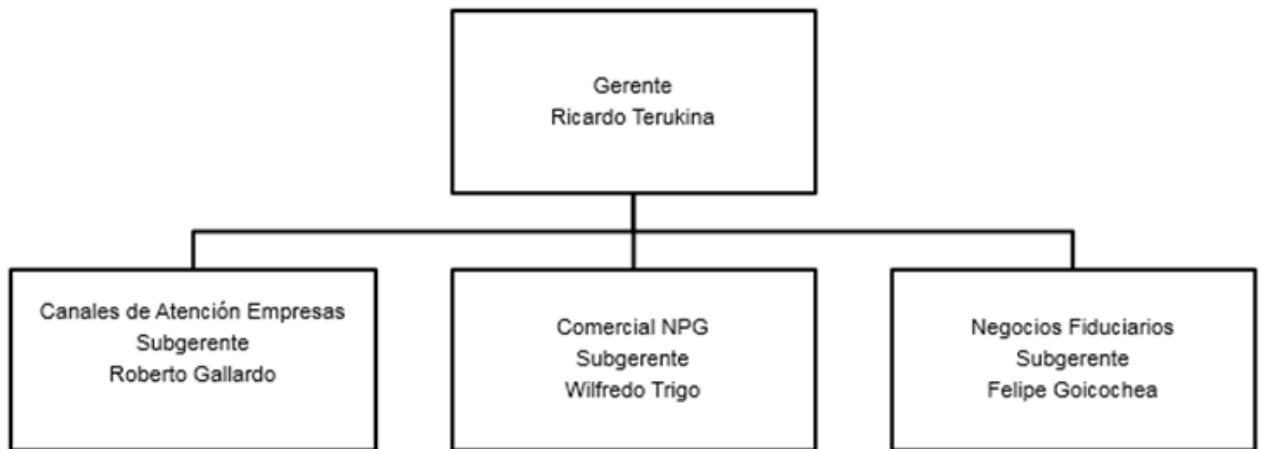 Gerente
Ricardo Terukina
Canales de Atención Empresas
Subgerente
Roberto Gallardo
Comercial NPG
Subgerente
Wilfredo Trigo
Negocios Fiduciarios
Subgerente
Felipe Goicochea